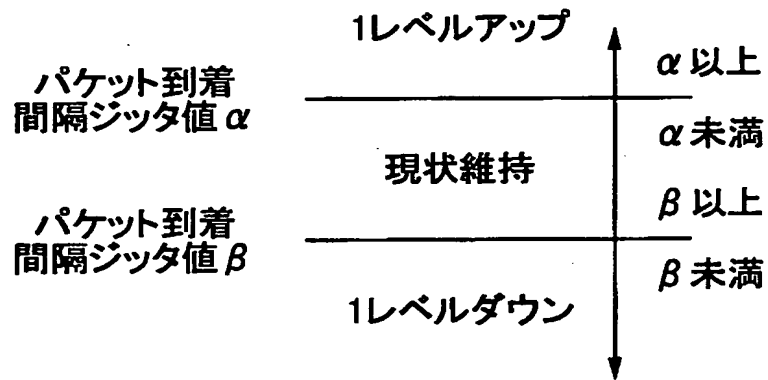 1レベルアップ
α以上
パケット到着
間隔ジッタ値α
α未満
現状維持
β以上
パケット到着
間隔ジッタ値β
β未満
1レベルダウン